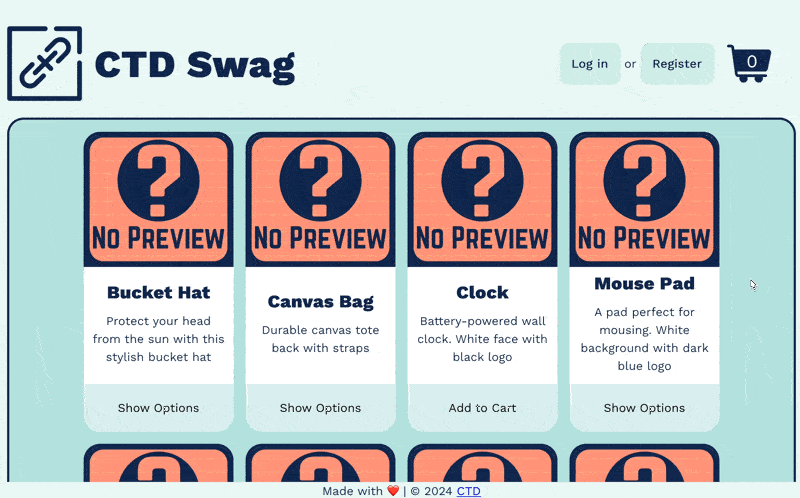 CTD Swag
Log in or Register
0
?
No Preview
?
No Preview
?
No Preview
?
No Preview
Bucket Hat
Protect your head
from the sun with this
stylish bucket hat
Show Options
Canvas Bag
Durable canvas tote
back with straps
Show Options
Clock
Battery-powered wall
clock. White face with
black logo
Add to Cart
Mouse Pad
A pad perfect for
mousing. White
background with dark
blue logo
Show Options
Made with ❤️ | © 2024 CTD